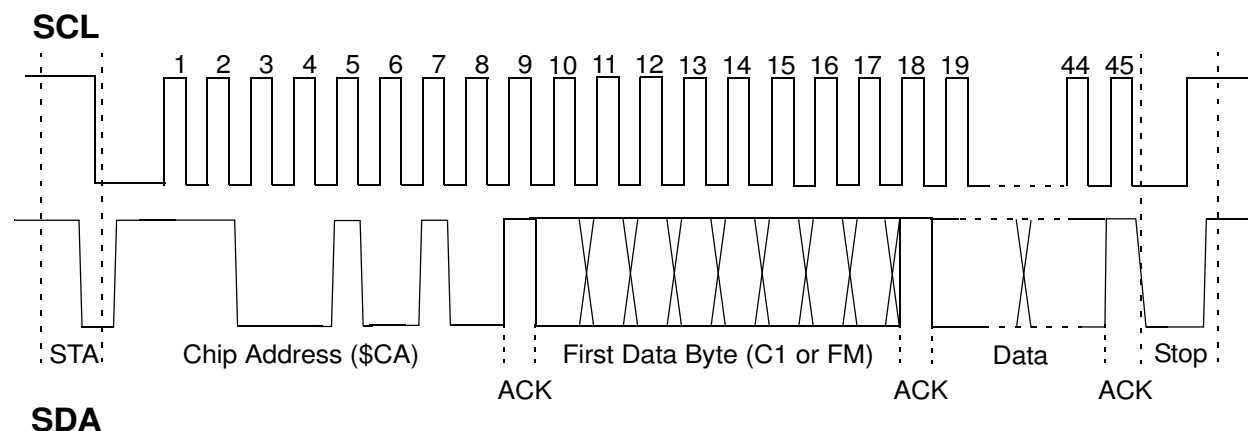 SCL
1 2 3 4 5 6 7 8 9 10 11 12 13 14 15 16 17 18 19 44 45
STA Chip Address ($CA) First Data Byte (C1 or FM) Data Stop
ACK ACK ACK
SDA